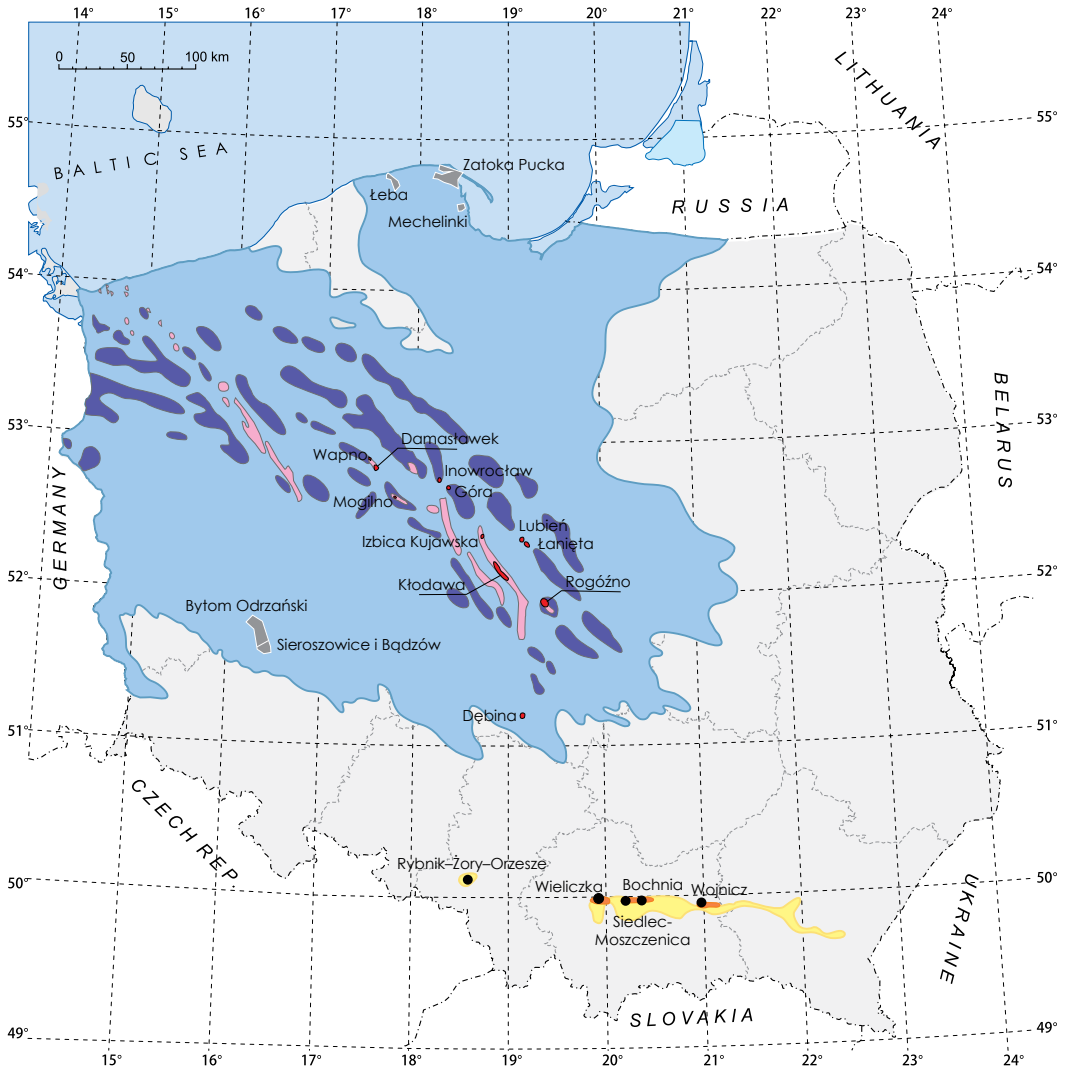 14° 15° 16° 17° 18° 19° 20° 21° 22° 23° 24°
0 50 100 km
LITHUANIA
55° 55°
BALTIC SEA
Zatoka Pucka
Łeba
RUSSIA
Mechelinki
54° 54°
BELARUS
53° 53°
Damasławek
Wapno
Inowrocław
Góra
Mogilno
GERMANY
Lubień
Izbica Kujawska
Łanięta
52° 52°
Kłodawa
Rogóźno
Bytom Odrzański
Sieroszowice i Bądzów
Dębina
51° 51°
CZECH REP
Rybnik–Żory–Orzesze
50° 50°
Wieliczka
Bochnia
Wojnicz
UKRAINE
Siedlec-
Moszczenica
SLOVAKIA
49° 49°
15° 16° 17° 18° 19° 20° 21° 22° 23° 24°